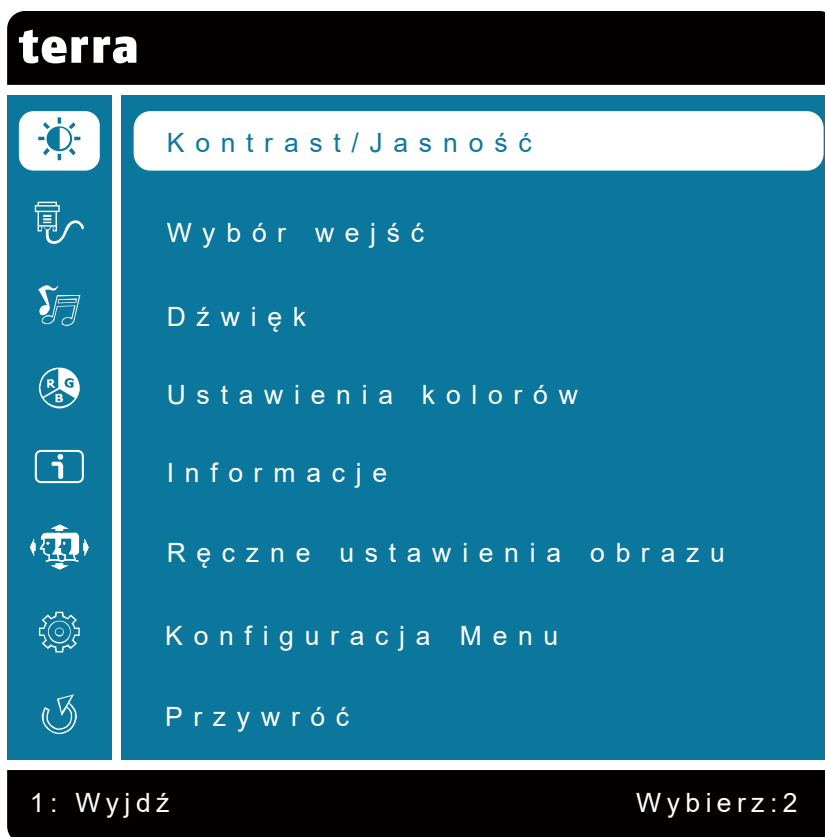 terra
Kontrast/Jasność
Wybór wejść
Dźwięk
R G B
Ustawienia kolorów
i
Informacje
Ręczne ustawienia obrazu
Konfiguracja Menu
Przywróć
1: Wyjdź
Wybierz:2